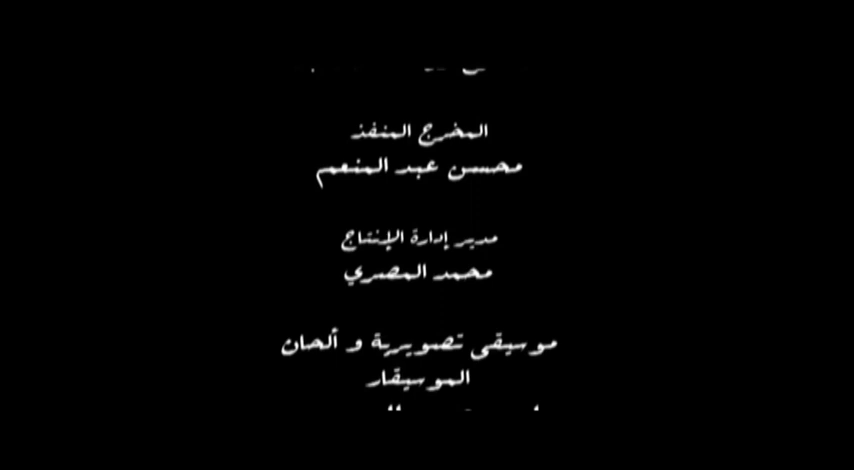 المخرج المنفذ
محسن عبد المنعم
مدير إدارة الإنتاج
محمد المصري
موسيقى تصويرية و ألحان
الموسيقار